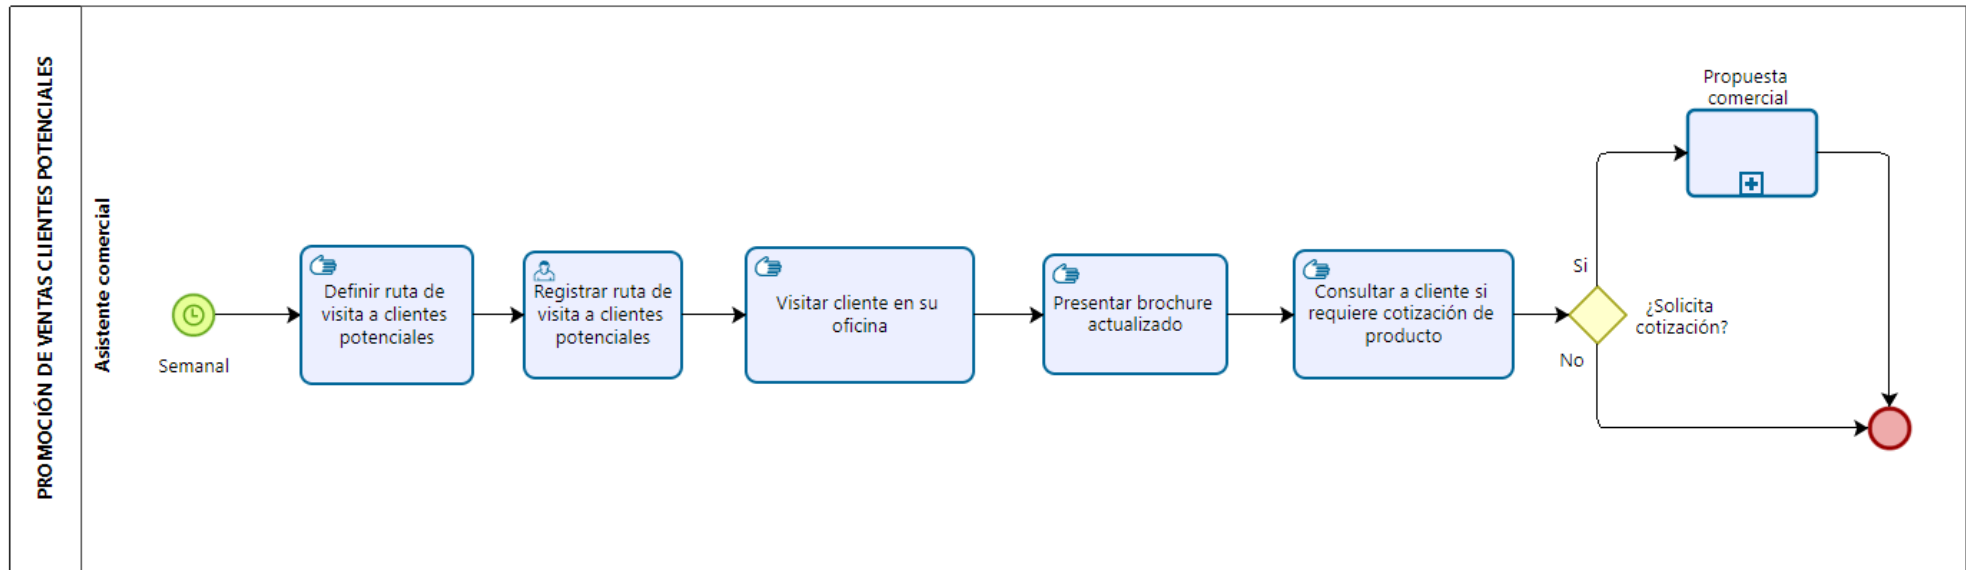 PROMOCIÓN DE VENTAS CLIENTES POTENCIALES
Asistente comercial
Semanal
Definir ruta de
visita a clientes
potenciales
Registrar ruta de
visita a clientes
potenciales
Visitar cliente en su
oficina
Presentar brochure
actualizado
Consultar a cliente si
requiere cotización de
producto
¿Solicita
cotización?
Si
No
Propuesta
comercial